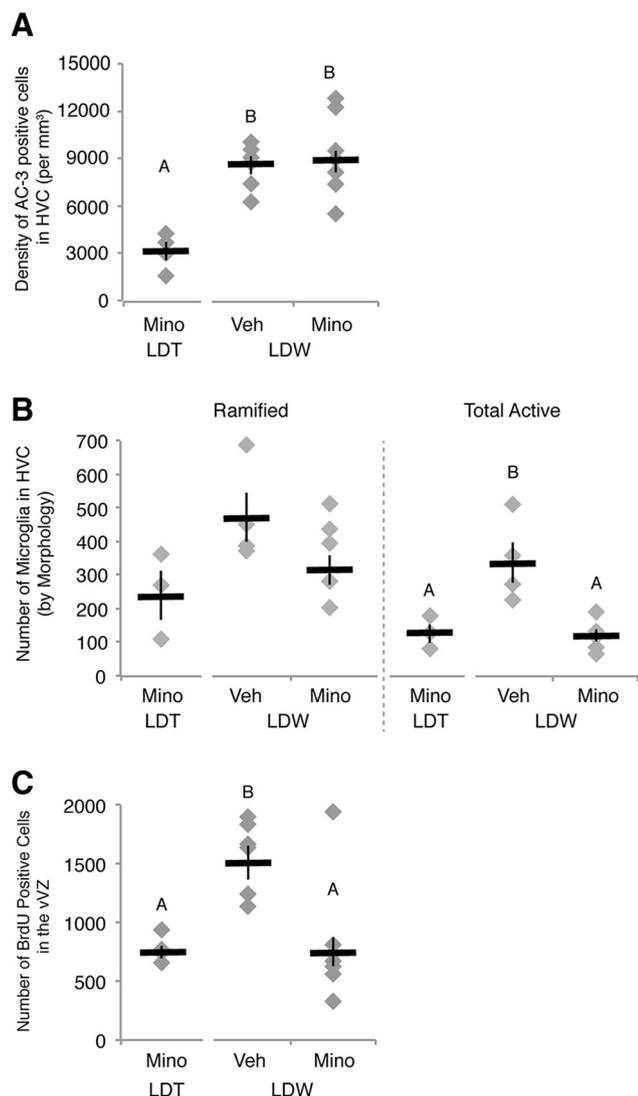 A
Density of AC-3 positive cells
in HVC (per mm³)
15000
12000
9000
6000
3000
0
A
B
B
Mino
Veh
Mino
LDT
LDW
B
Ramified
Total Active
Number of Microglia in HVC
(by Morphology)
700
600
500
400
300
200
100
0
A
B
A
Mino
Veh
Mino
Mino
Veh
Mino
LDT
LDW
LDT
LDW
C
Number of BrdU Positive Cells
in the vVZ
2000
1500
1000
500
0
A
B
A
Mino
Veh
Mino
LDT
LDW